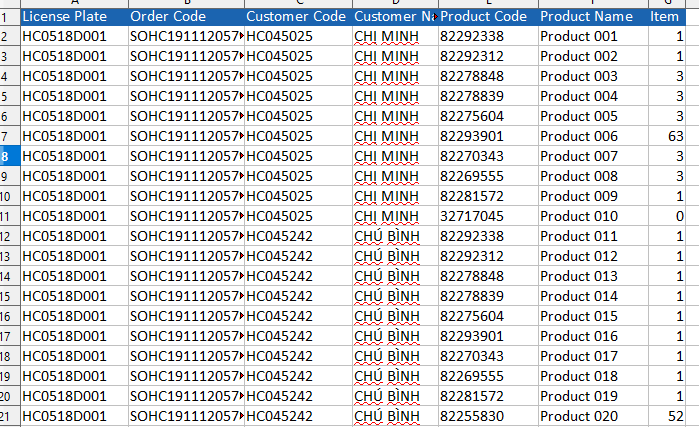 A B C D E F G
1 License Plate Order Code Customer Code Customer Na Product Code Product Name Item
2 HC0518D001 SOHC191112057 HC045025 CHỊ MINH 82292338 Product 001 1
3 HC0518D001 SOHC191112057 HC045025 CHỊ MINH 82292312 Product 002 1
4 HC0518D001 SOHC191112057 HC045025 CHỊ MINH 82278848 Product 003 3
5 HC0518D001 SOHC191112057 HC045025 CHỊ MINH 82278839 Product 004 3
6 HC0518D001 SOHC191112057 HC045025 CHỊ MINH 82275604 Product 005 3
7 HC0518D001 SOHC191112057 HC045025 CHỊ MINH 82293901 Product 006 63
8 HC0518D001 SOHC191112057 HC045025 CHỊ MINH 82270343 Product 007 3
9 HC0518D001 SOHC191112057 HC045025 CHỊ MINH 82269555 Product 008 3
10 HC0518D001 SOHC191112057 HC045025 CHỊ MINH 82281572 Product 009 1
11 HC0518D001 SOHC191112057 HC045025 CHỊ MINH 32717045 Product 010 0
12 HC0518D001 SOHC191112057 HC045242 CHÚ BÌNH 82292338 Product 011 1
13 HC0518D001 SOHC191112057 HC045242 CHÚ BÌNH 82292312 Product 012 1
14 HC0518D001 SOHC191112057 HC045242 CHÚ BÌNH 82278848 Product 013 1
15 HC0518D001 SOHC191112057 HC045242 CHÚ BÌNH 82278839 Product 014 1
16 HC0518D001 SOHC191112057 HC045242 CHÚ BÌNH 82275604 Product 015 1
17 HC0518D001 SOHC191112057 HC045242 CHÚ BÌNH 82293901 Product 016 1
18 HC0518D001 SOHC191112057 HC045242 CHÚ BÌNH 82270343 Product 017 1
19 HC0518D001 SOHC191112057 HC045242 CHÚ BÌNH 82269555 Product 018 1
20 HC0518D001 SOHC191112057 HC045242 CHÚ BÌNH 82281572 Product 019 1
21 HC0518D001 SOHC191112057 HC045242 CHÚ BÌNH 82255830 Product 020 52